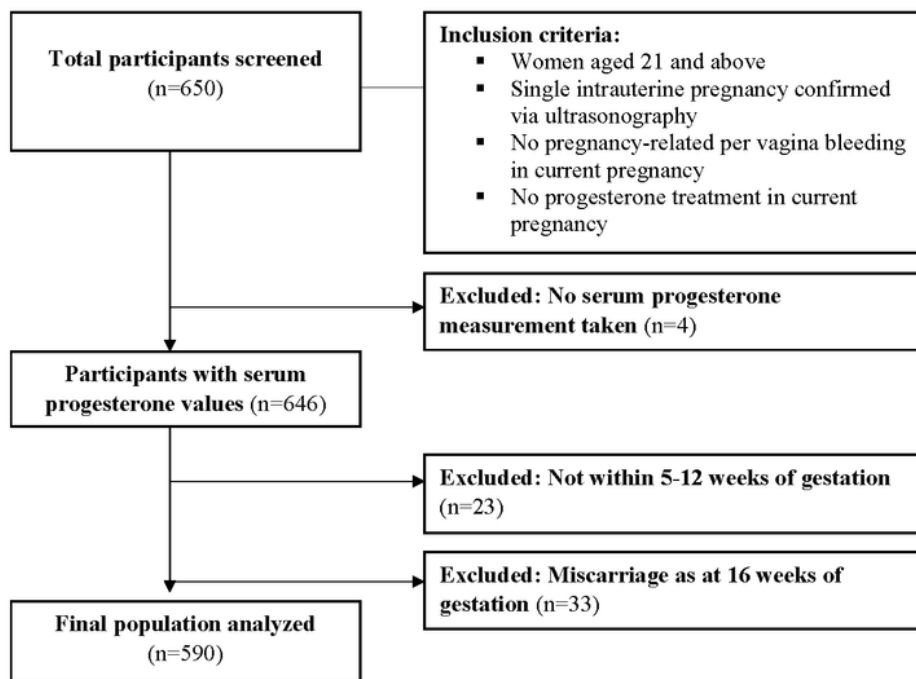 Total participants screened
(n=650)
Inclusion criteria:
▪ Women aged 21 and above
▪ Single intrauterine pregnancy confirmed
via ultrasonography
▪ No pregnancy-related per vagina bleeding
in current pregnancy
▪ No progesterone treatment in current
pregnancy
Excluded: No serum progesterone
measurement taken (n=4)
Participants with serum
progesterone values (n=646)
Excluded: Not within 5-12 weeks of gestation
(n=23)
Excluded: Miscarriage as at 16 weeks of
gestation (n=33)
Final population analyzed
(n=590)